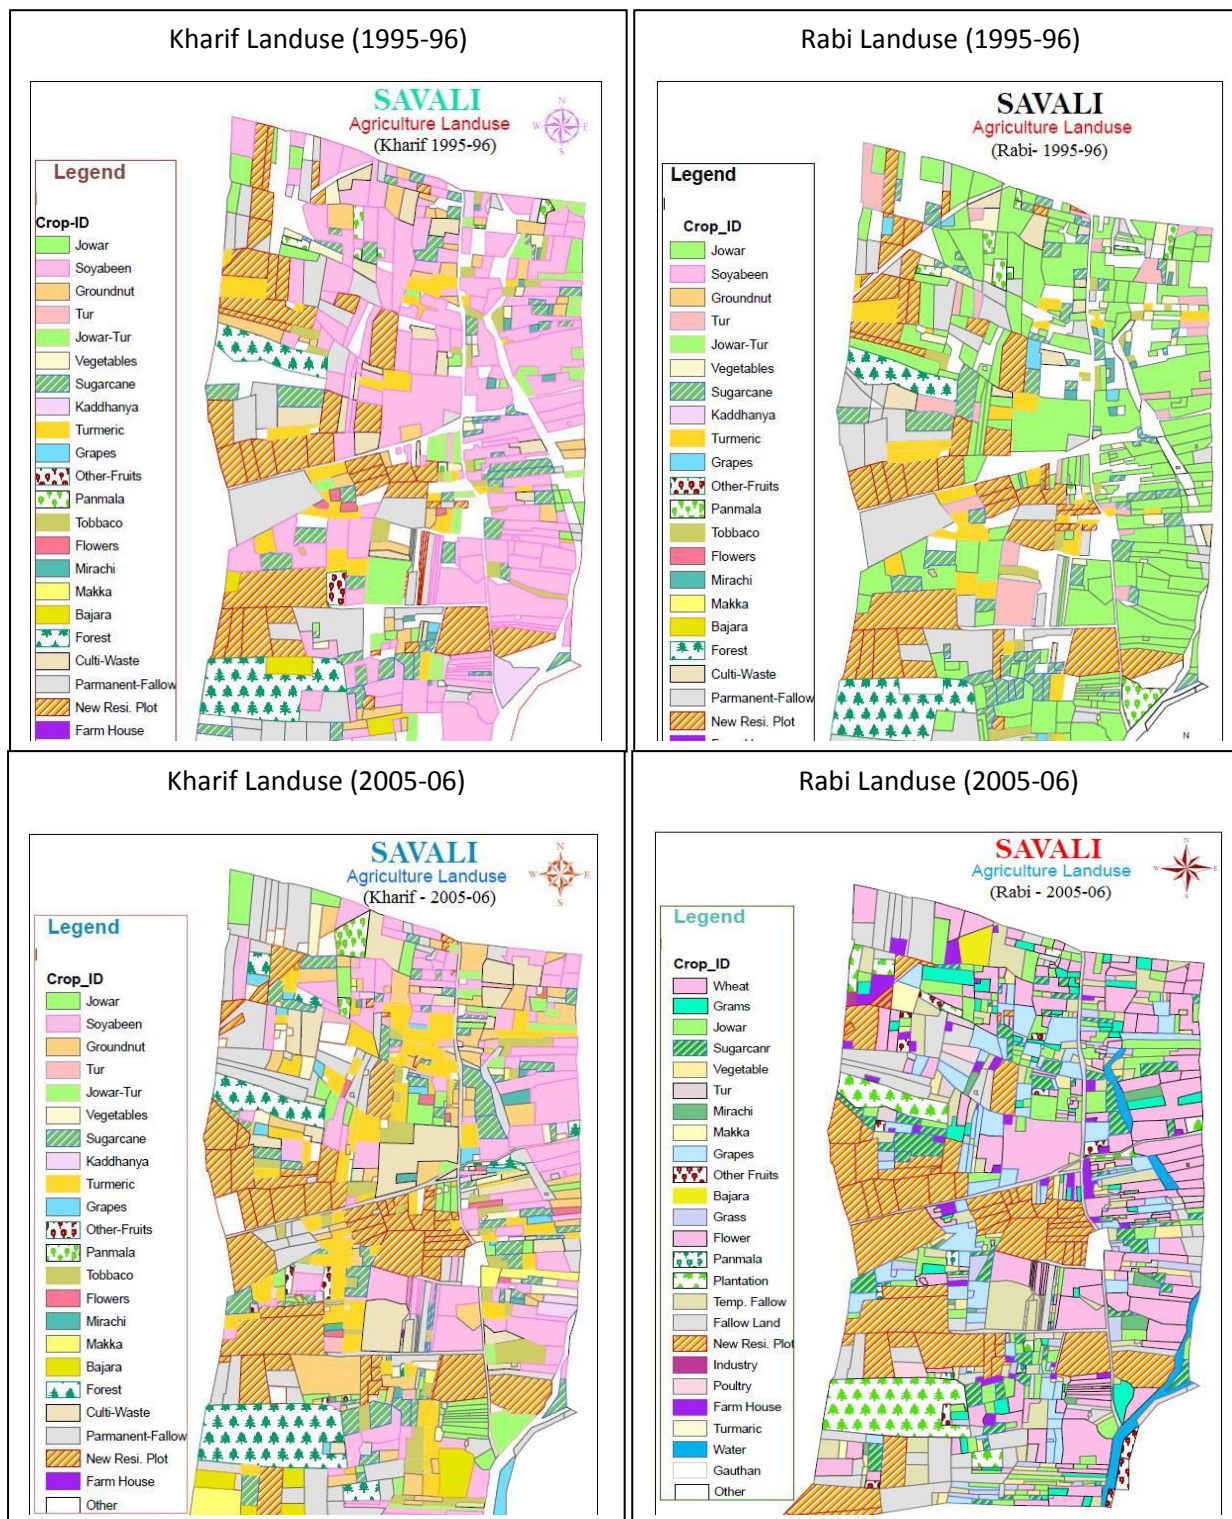 Kharif Landuse (1995-96)
SAVALI
Agriculture Landuse
(Kharif 1995-96)
N
W
E
S
Legend
Crop-ID
Jowar
Soyabeen
Groundnut
Tur
Jowar-Tur
Vegetables
Sugarcane
Kaddhanya
Turmeric
Grapes
Other-Fruits
Panmala
Tobbaco
Flowers
Mirachi
Makka
Bajara
Forest
Culti-Waste
Parmanent-Fallow
New Resi. Plot
Farm House
Rabi Landuse (1995-96)
SAVALI
Agriculture Landuse
(Rabi- 1995-96)
Legend
Crop_ID
Jowar
Soyabeen
Groundnut
Tur
Jowar-Tur
Vegetables
Sugarcane
Kaddhanya
Turmeric
Grapes
Other-Fruits
Panmala
Tobbaco
Flowers
Mirachi
Makka
Bajara
Forest
Culti-Waste
Parmanent-Fallow
New Resi. Plot
N
Kharif Landuse (2005-06)
SAVALI
Agriculture Landuse
(Kharif - 2005-06)
N
W
E
S
Legend
Crop_ID
Jowar
Soyabeen
Groundnut
Tur
Jowar-Tur
Vegetables
Sugarcane
Kaddhanya
Turmeric
Grapes
Other-Fruits
Panmala
Tobbaco
Flowers
Mirachi
Makka
Bajara
Forest
Culti-Waste
Parmanent-Fallow
New Resi. Plot
Farm House
Other
Rabi Landuse (2005-06)
SAVALI
Agriculture Landuse
(Rabi - 2005-06)
N
W
E
S
Legend
Crop_ID
Wheat
Grams
Jowar
Sugarcanr
Vegetable
Tur
Mirachi
Makka
Grapes
Other Fruits
Bajara
Grass
Flower
Panmala
Plantation
Temp. Fallow
Fallow Land
New Resi. Plot
Industry
Poultry
Farm House
Turmaric
Water
Gauthan
Other